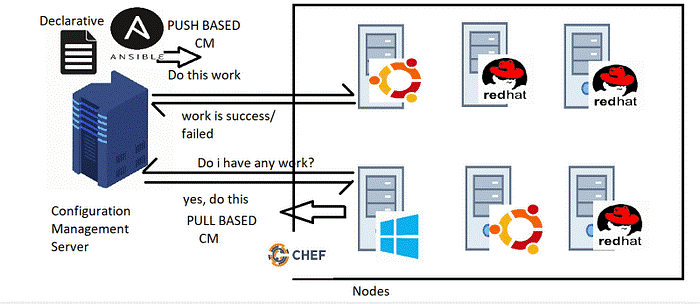 Declarative
ANSIBLE
PUSH BASED
CM
Do this work
work is success/
failed
Do i have any work?
yes, do this
PULL BASED
CM
Configuration
Management
Server
CHEF
redhat
redhat
redhat
Nodes